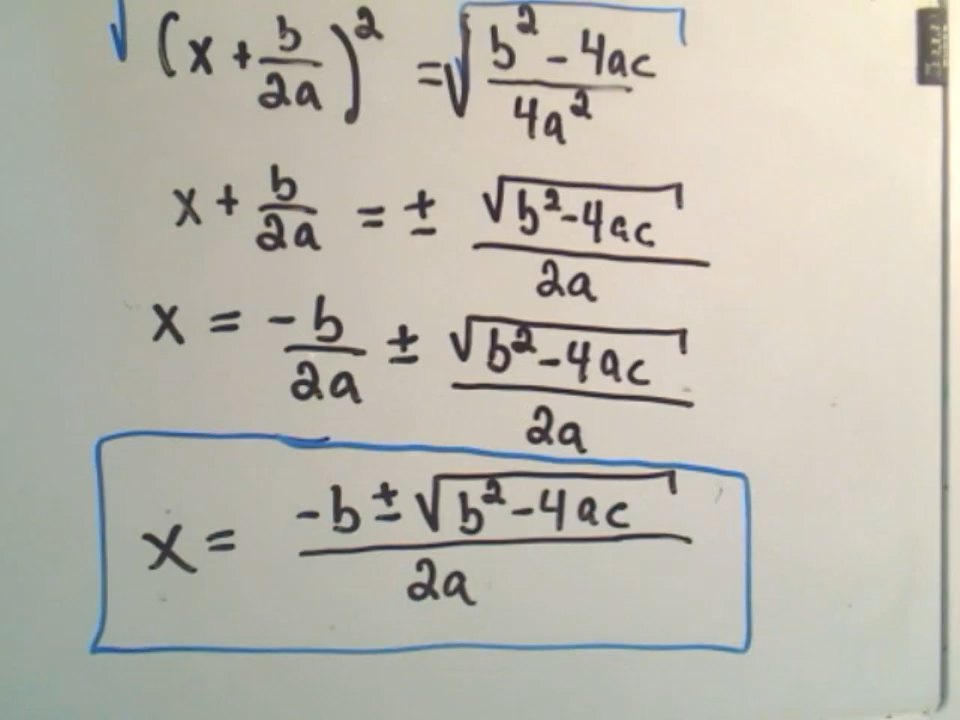 √(x + b/2a)² = √((b² - 4ac)/4a²)
x + b/2a = ± √(b² - 4ac)/2a
x = -b/2a ± √(b² - 4ac)/2a
x = (-b ± √(b² - 4ac))/2a